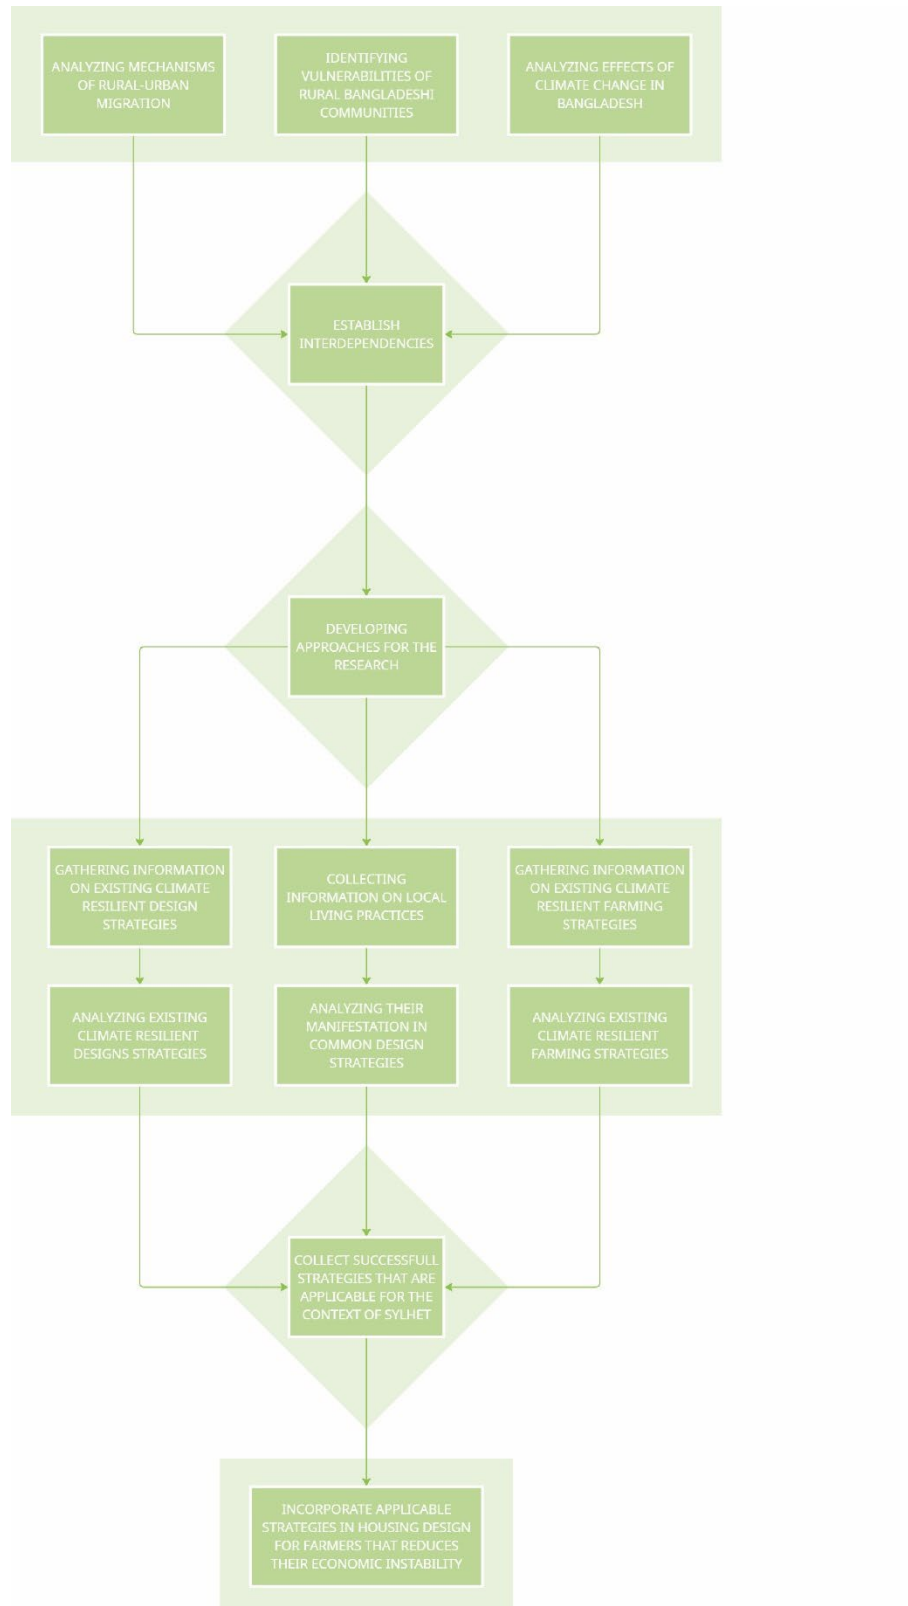 ANALYZING MECHANISMS
OF RURAL-URBAN
MIGRATION
IDENTIFYING
VULNERABILITIES OF
RURAL BANGLADESHI
COMMUNITIES
ANALYZING EFFECTS OF
CLIMATE CHANGE IN
BANGLADESH
ESTABLISH
INTERDEPENDENCIES
DEVELOPING
APPROACHES FOR THE
RESEARCH
GATHERING INFORMATION
ON EXISTING CLIMATE
RESILIENT DESIGN
STRATEGIES
COLLECTING
INFORMATION ON LOCAL
LIVING PRACTICES
GATHERING INFORMATION
ON EXISTING CLIMATE
RESILIENT FARMING
STRATEGIES
ANALYZING EXISTING
CLIMATE RESILIENT
DESIGNS STRATEGIES
ANALYZING THEIR
MANIFESTATION IN
COMMON DESIGN
STRATEGIES
ANALYZING EXISTING
CLIMATE RESILIENT
FARMING STRATEGIES
COLLECT SUCCESSFULL
STRATEGIES THAT ARE
APPLICABLE FOR THE
CONTEXT OF SYLHET
INCORPORATE APPLICABLE
STRATEGIES IN HOUSING DESIGN
FOR FARMERS THAT REDUCES
THEIR ECONOMIC INSTABILITY